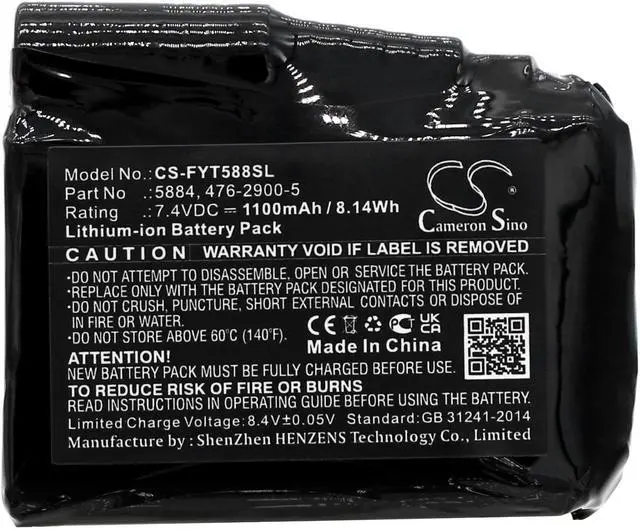 Model No.:CS-FYT588SL
Part No :5884, 476-2900-5
Rating :7.4VDC ⎓ 1100mAh / 8.14Wh
Lithium-ion Battery Pack
CS
Cameron Sino
CAUTION WARRANTY VOID IF LABEL IS REMOVED
•DO NOT ATTEMPT TO DISASSEMBLE, OPEN OR SERVICE THE BATTERY PACK.
•REPLACE ONLY WITH THE BATTERY PACK DESIGNATED FOR THIS PRODUCT.
•DO NOT CRUSH, PUNCTURE, SHORT EXTERNAL CONTACTS OR DISPOSE OF
IN FIRE OR WATER.
•DO NOT STORE ABOVE 60°C (140°F).
CE PC UK CA
Made In China
ATTENTION!
NEW BATTERY PACK MUST BE FULLY CHARGED BEFORE USE.
TO REDUCE RISK OF FIRE OR BURNS
READ INSTRUCTIONS IN OPERATING GUIDE BEFORE USING THE BATTERY.
Limited Charge Voltage:8.4V±0.05V Standard:GB 31241-2014
Manufacture by : ShenZhen HENZENS Technology Co., Limited